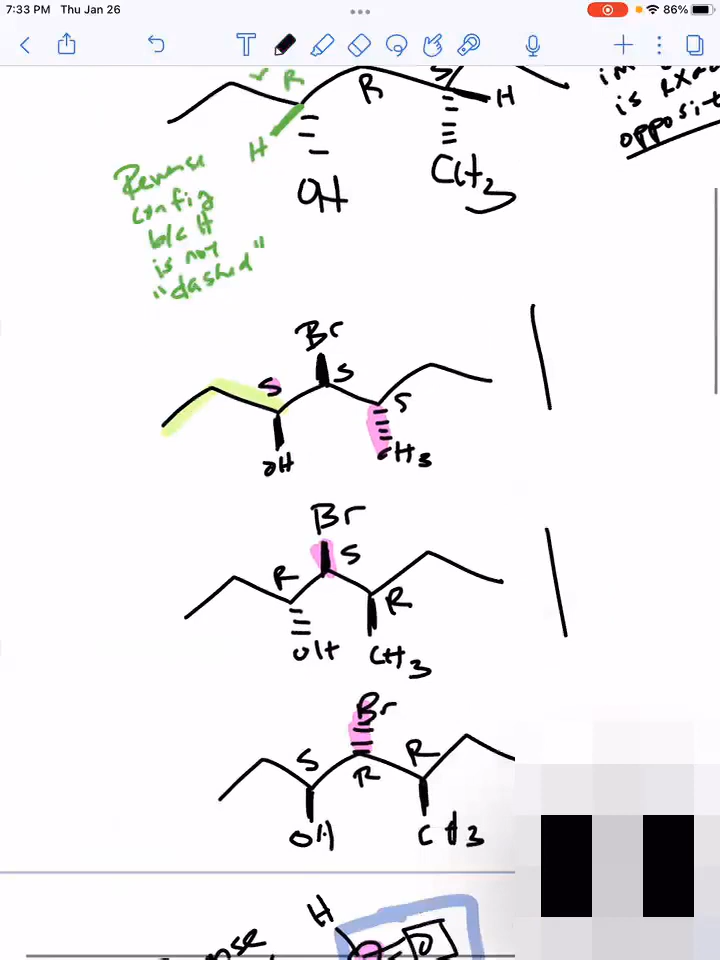 7:33 PM Thu Jan 26
86%
T
R
R
S
H
is exact
opposit
H
OH
CH3
Reverse
config
b/c H
is not
"dashed"
Br
S
S
S
OH
CH3
Br
S
R
R
OH
CH3
Br
S
R
R
OH
CH3
H
D